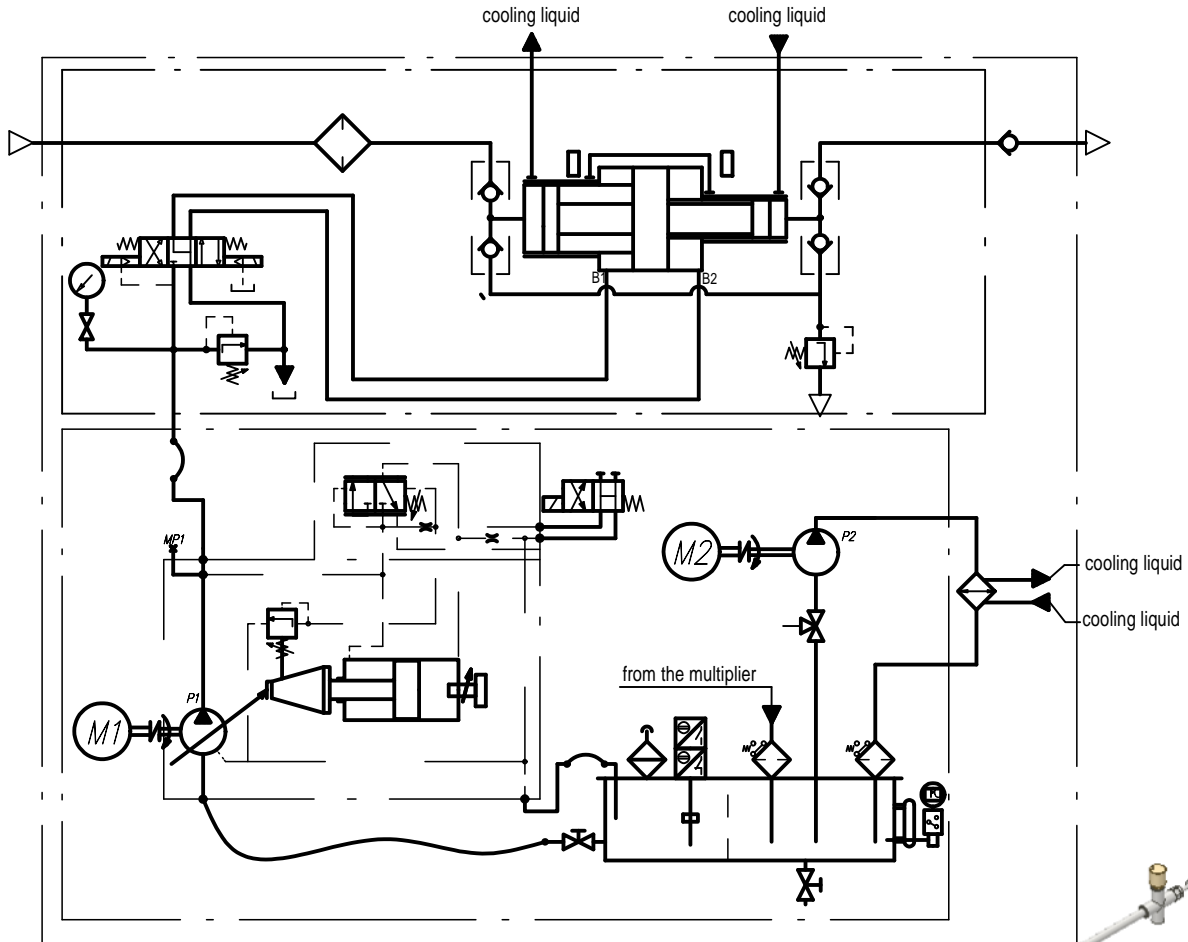 cooling liquid
cooling liquid
B1
B2
MP1
M2
P2
cooling liquid
cooling liquid
from the multiplier
P1
M1